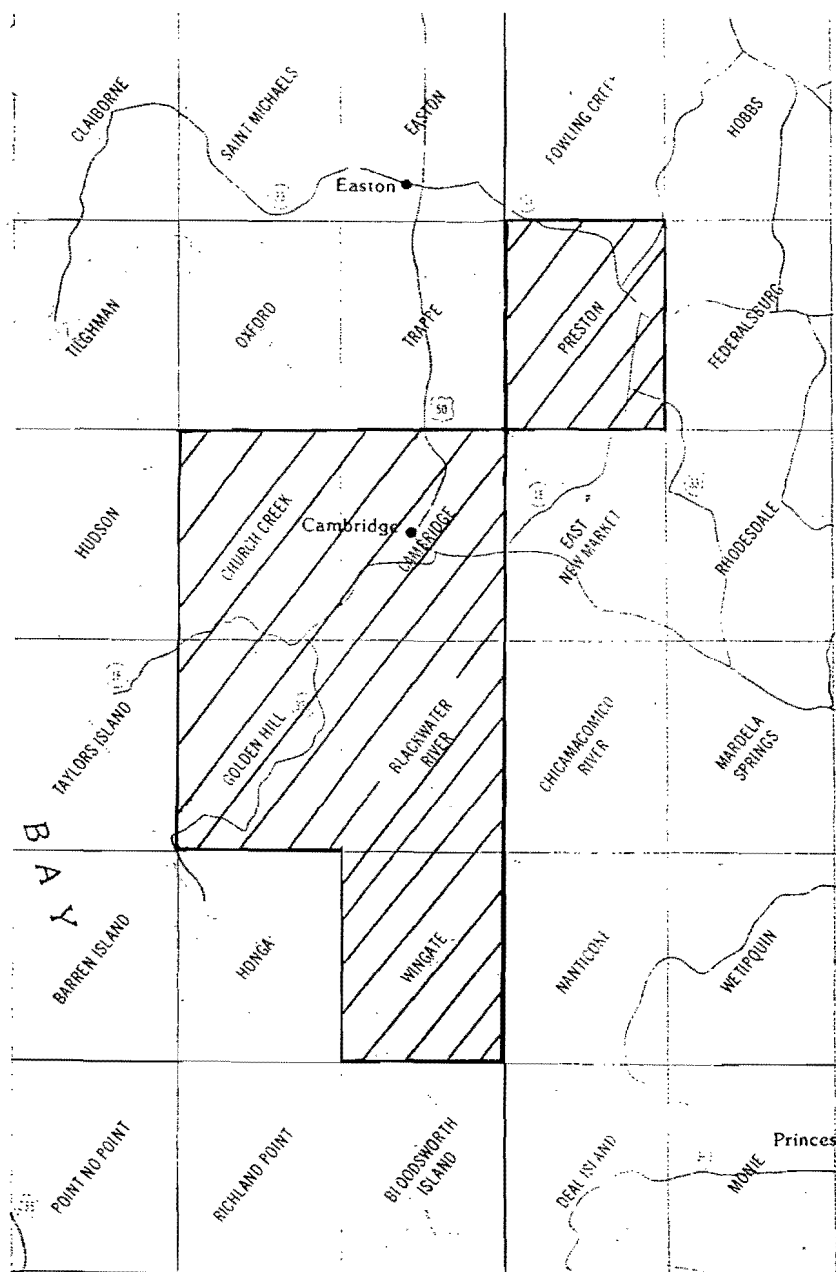 CLAIBORNE
SAINT MICHAELS
EASTON
FOWLING CREEK
HOBBS
Easton
TILGHMAN
OXFORD
TRAPPE
PRESTON
FEDERALSBURG
50
HUDSON
CHURCH CREEK
Cambridge
CAMBRIDGE
EAST
NEW MARKET
RHODESDALE
TAYLORS ISLAND
GOLDEN HILL
BLACKWATER
RIVER
CHICAMACOMICO
RIVER
MARDELA
SPRINGS
BAY
BARREN ISLAND
HONGA
WINGATE
NANTICOKE
WETIPQUIN
POINT NO POINT
RICHLAND POINT
BLOODSWORTH
ISLAND
DEAL ISLAND
MONIE
Princes